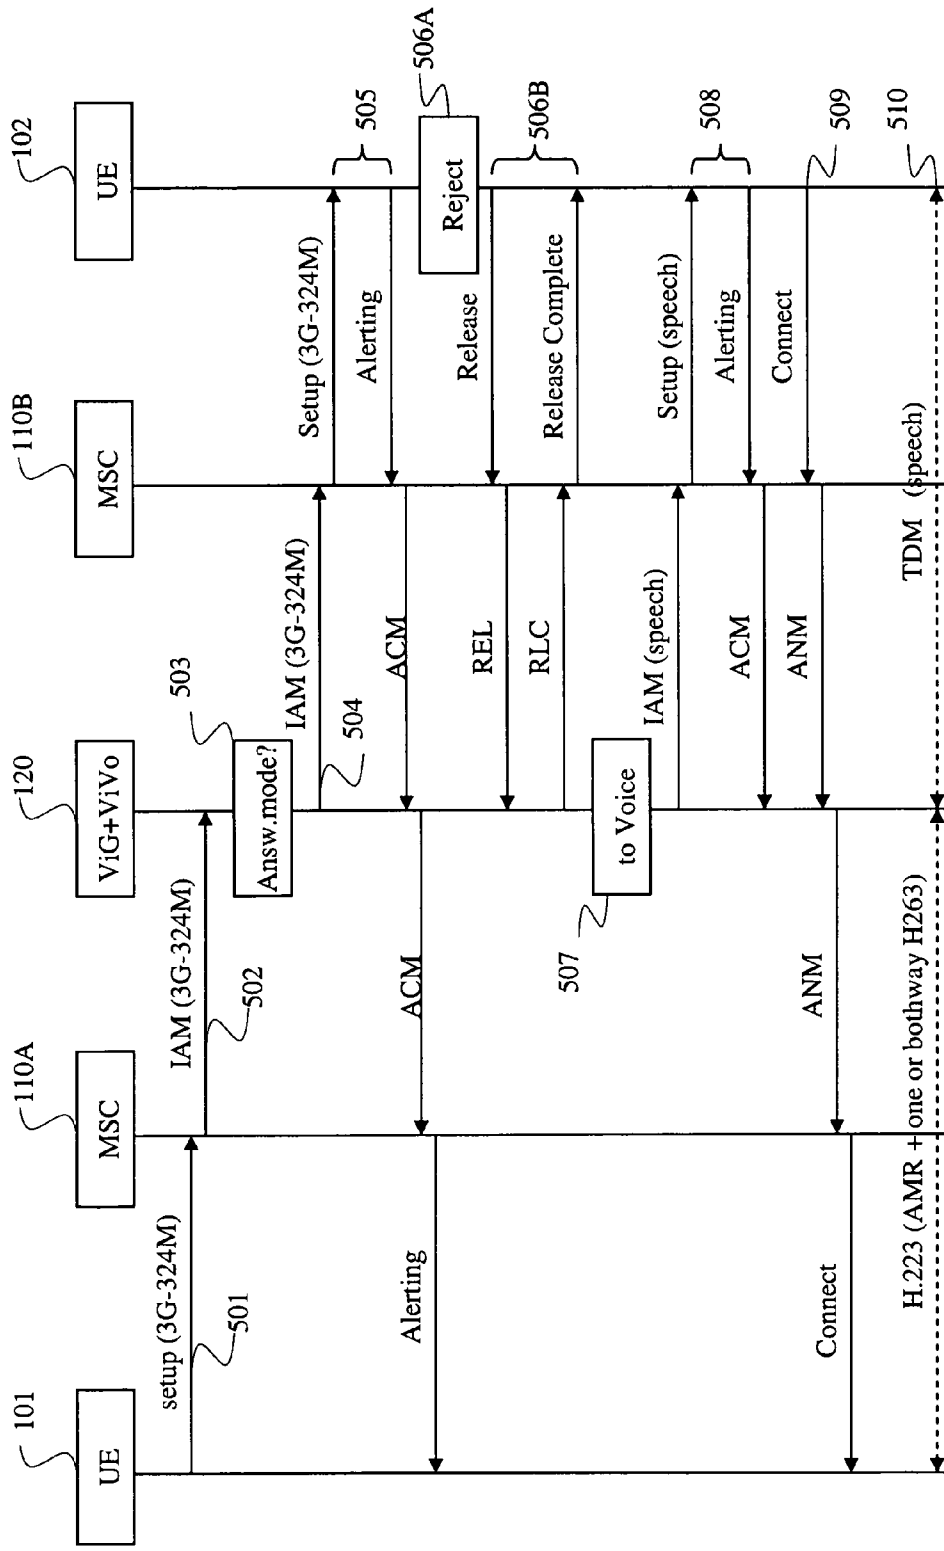 101
UE
110A
MSC
120
ViG+ViVo
110B
MSC
102
UE
setup (3G-324M)
501
IAM (3G-324M)
502
503
Answ.mode?
IAM (3G-324M)
504
Setup (3G-324M)
505
Alerting
ACM
ACM
Alerting
506A
Reject
Release
506B
REL
RLC
Release Complete
507
to Voice
IAM (speech)
Setup (speech)
508
Alerting
ACM
Connect
509
ANM
ANM
Connect
H.223 (AMR + one or bothway H263)
TDM (speech)
510